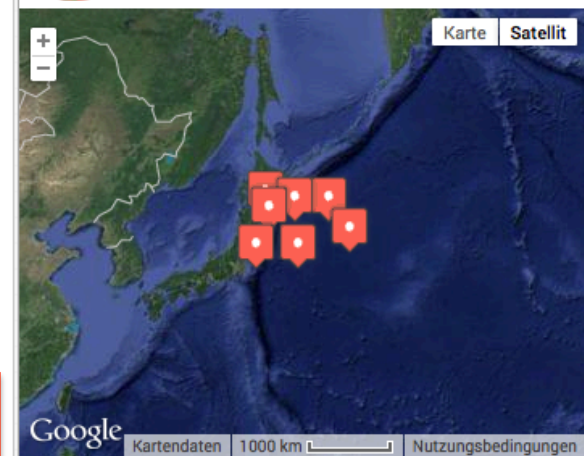 +
Karte Satellit
−
Google
Kartendaten 1000 km Nutzungsbedingungen